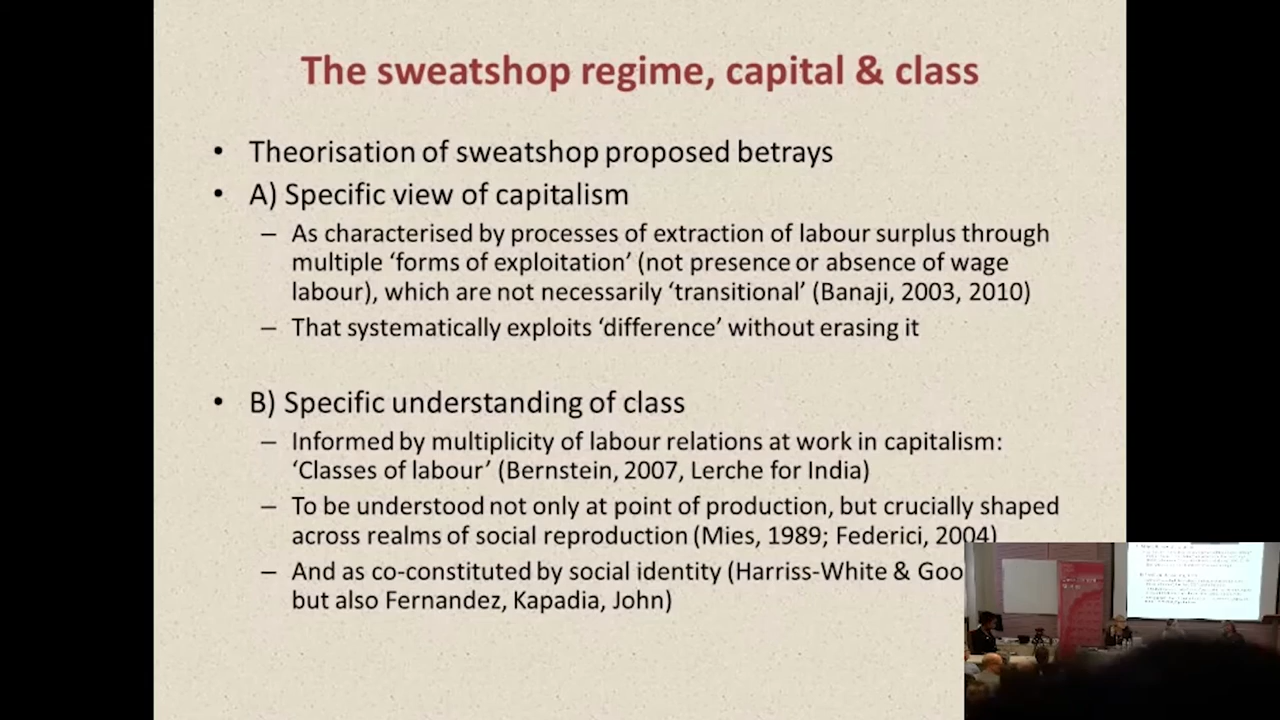 The sweatshop regime, capital & class
• Theorisation of sweatshop proposed betrays
• A) Specific view of capitalism
– As characterised by processes of extraction of labour surplus through
multiple ‘forms of exploitation’ (not presence or absence of wage
labour), which are not necessarily ‘transitional’ (Banaji, 2003, 2010)
– That systematically exploits ‘difference’ without erasing it
• B) Specific understanding of class
– Informed by multiplicity of labour relations at work in capitalism:
‘Classes of labour’ (Bernstein, 2007, Lerche for India)
– To be understood not only at point of production, but crucially shaped
across realms of social reproduction (Mies, 1989; Federici, 2004)
– And as co-constituted by social identity (Harriss-White & Goo
but also Fernandez, Kapadia, John)